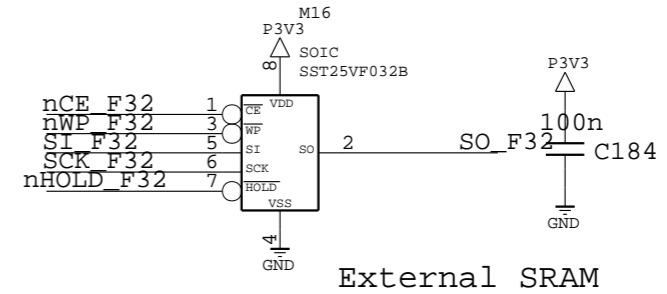 M16
P3V3
SOIC
SST25VF032B
8
VDD
nCE_F32 1 CE
nWP_F32 3 WP
SI_F32 5 SI
SCK_F32 6 SCK
nHOLD_F32 7 HOLD
SO 2 SO_F32
VSS
4
GND
P3V3
100n
C184
GND
External SRAM